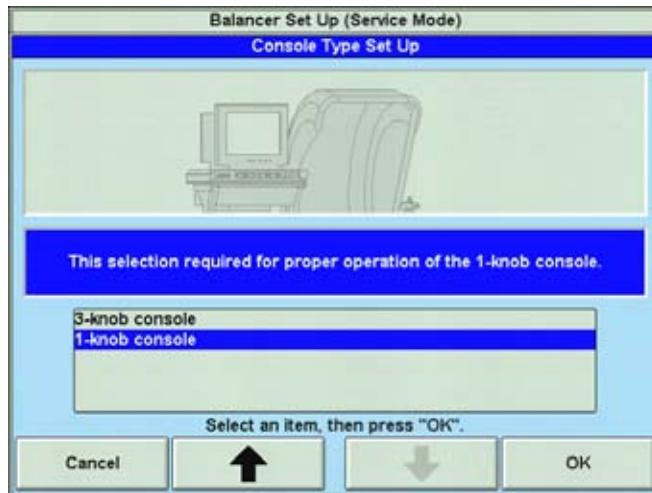 Balancer Set Up (Service Mode)
Console Type Set Up
This selection required for proper operation of the 1-knob console.
3-knob console
1-knob console
Select an item, then press "OK".
Cancel
OK